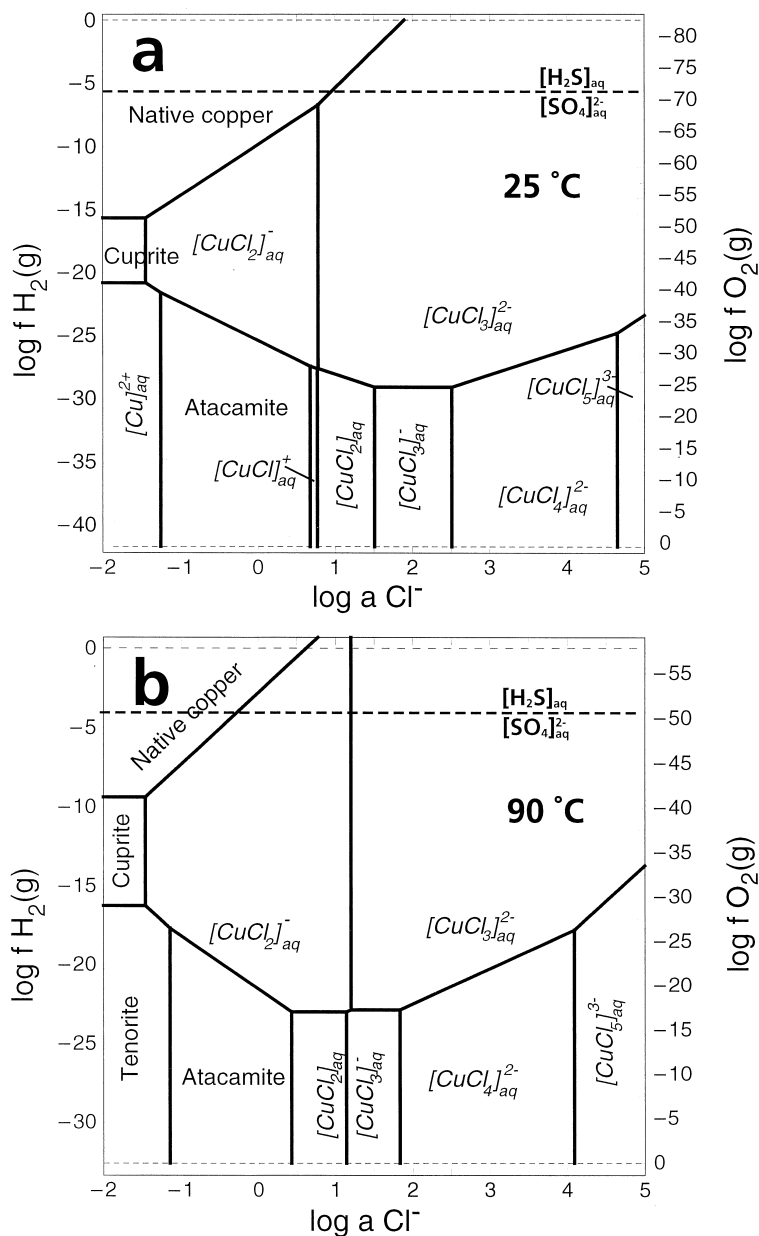 a
0
−5
−10
−15
−20
−25
−30
−35
−40
log f H₂(g)
−80
−75
−70
−65
−60
−55
−50
−45
−40
−35
−30
−25
−20
−15
−10
−5
0
log f O₂(g)
[H₂S]aq
[SO₄]²⁻aq
Native copper
25 ˚C
Cuprite
[CuCl₂]⁻aq
[CuCl₃]²⁻aq
[Cu]²⁺aq
Atacamite
[CuCl]⁺aq
[CuCl₂]aq
[CuCl₃]⁻aq
[CuCl₅]³⁻aq
[CuCl₄]²⁻aq
−2 −1 0 1 2 3 4 5
log a Cl⁻
b
0
−5
−10
−15
−20
−25
−30
log f H₂(g)
−55
−50
−45
−40
−35
−30
−25
−20
−15
−10
−5
0
log f O₂(g)
Native copper
[H₂S]aq
[SO₄]²⁻aq
90 ˚C
Cuprite
[CuCl₂]⁻aq
[CuCl₃]²⁻aq
Tenorite
Atacamite
[CuCl₂]aq
[CuCl₃]⁻aq
[CuCl₄]²⁻aq
[CuCl₅]³⁻aq
−2 −1 0 1 2 3 4 5
log a Cl⁻